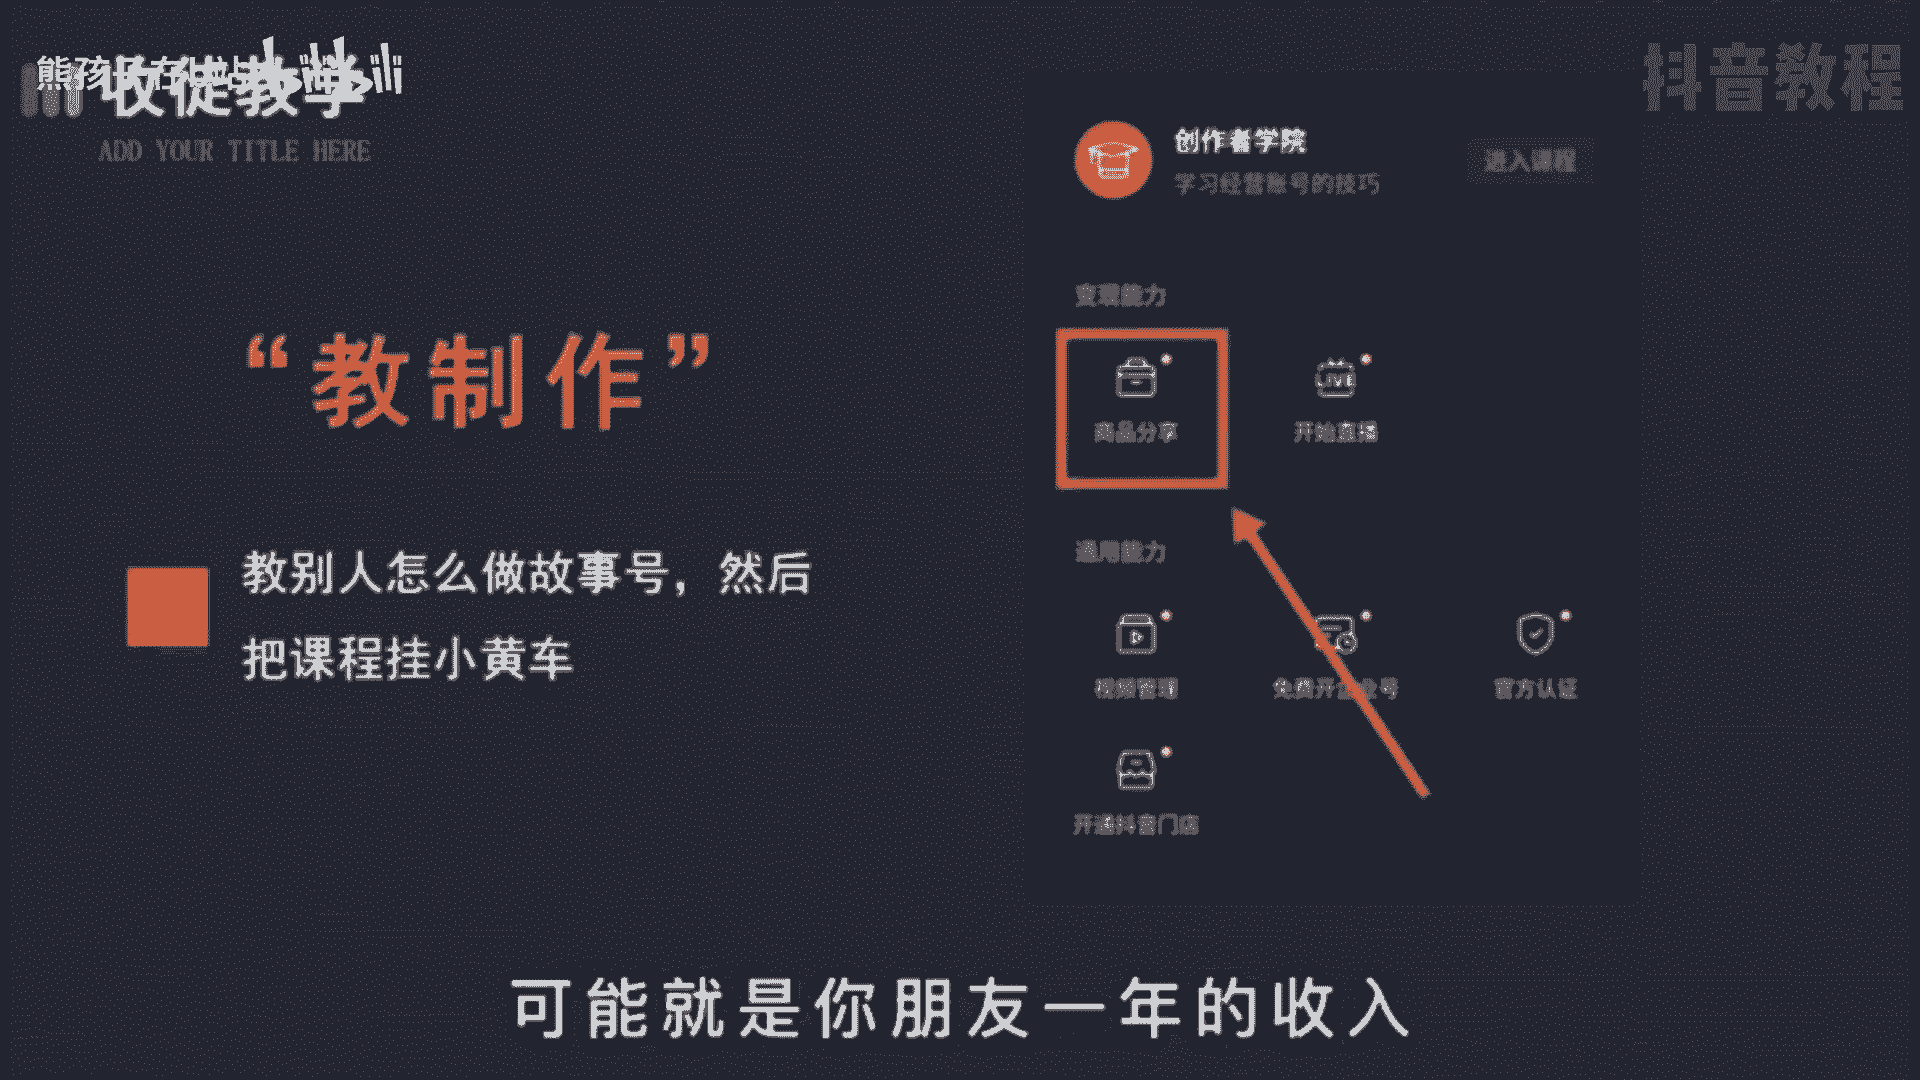 收徒教学
ADD YOUR TITLE HERE
抖音教程
“教制作”
教别人怎么做故事号，然后
把课程挂小黄车
创作者学院
学习经营账号的技巧
进入课程
变现能力
商品分享
开始直播
通用能力
视频管理
免费开企业号
官方认证
开通抖音门店
可能就是你朋友一年的收入